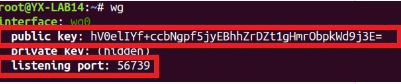 root@YX-LAB14:~# wg
interface: wg0
public key: hV0elIYf+ccbNgpf5jyEBhhZrDZt1gHmrObpkWd9j3E=
private key: (hidden)
listening port: 56739